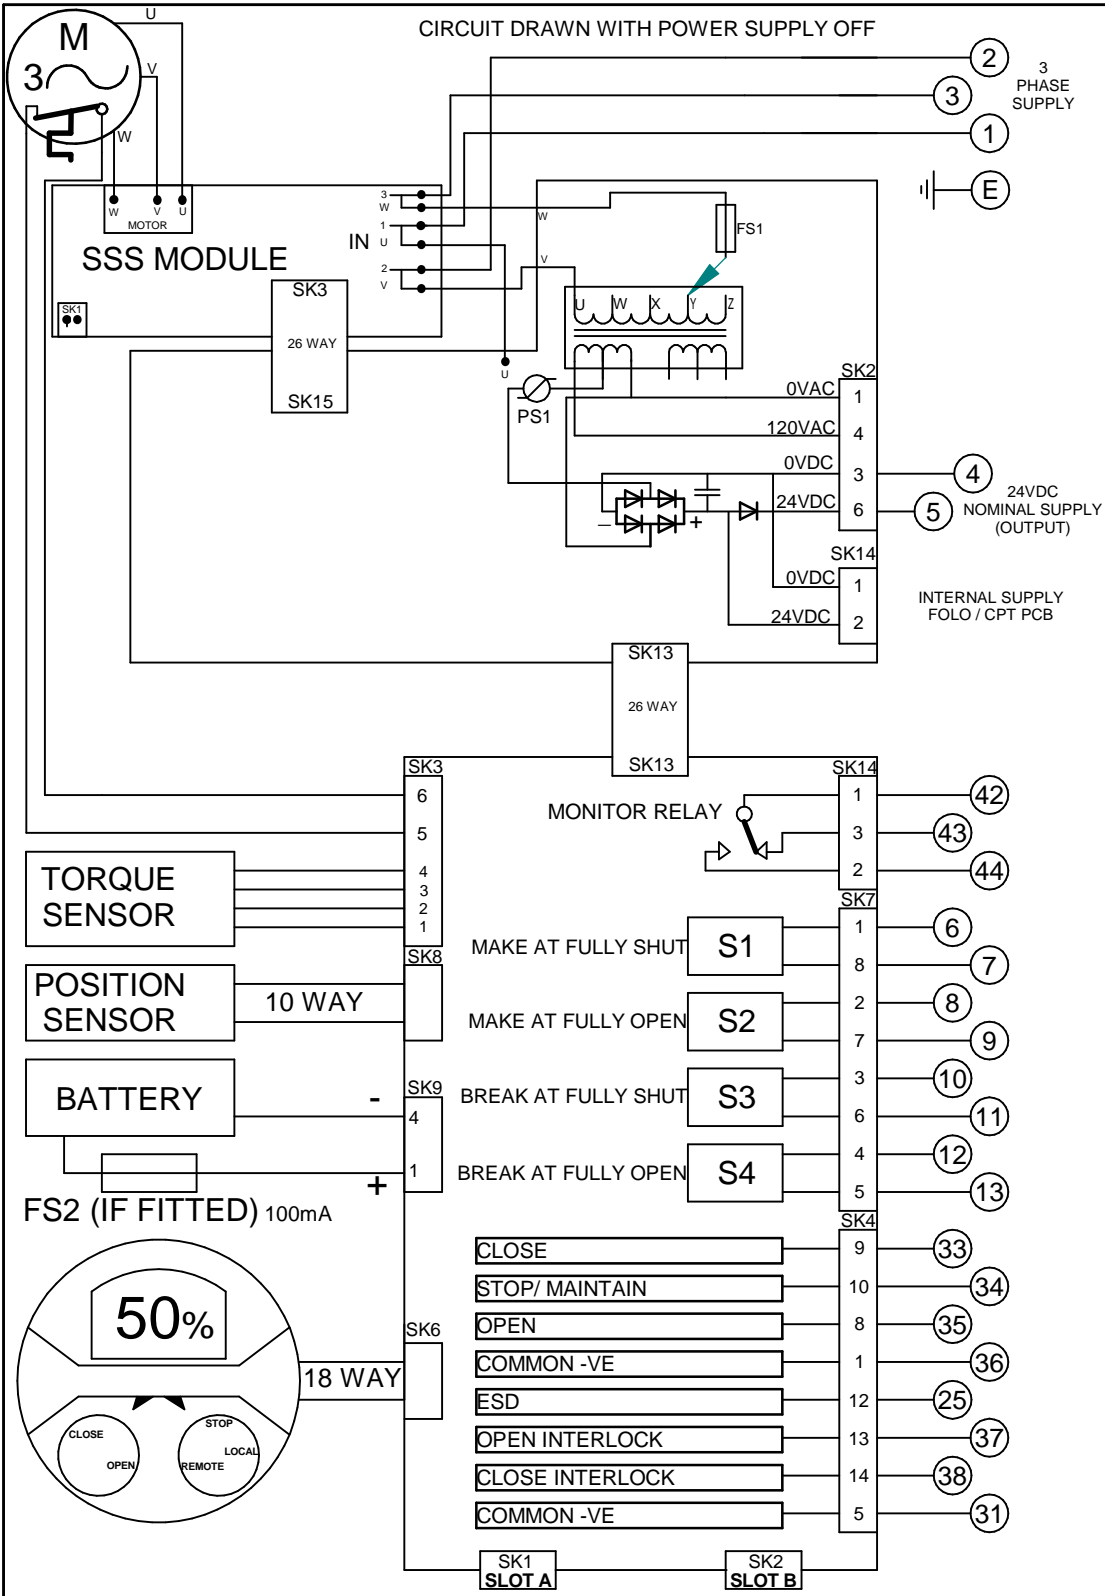 CIRCUIT DRAWN WITH POWER SUPPLY OFF
U
M
3
V
W
2
3
1
3
PHASE
SUPPLY
E
W V U
MOTOR
SSS MODULE
IN
3
W
1
U
2
V
W
V
FS1
U W X Y Z
SK1
SK3
26 WAY
SK15
U
PS1
SK2
0VAC 1
120VAC 4
0VDC 3
24VDC 6
4
5
24VDC
NOMINAL SUPPLY
(OUTPUT)
– +
SK14
0VDC 1
24VDC 2
INTERNAL SUPPLY
FOLO / CPT PCB
SK13
26 WAY
SK13
SK3
6
5
4
3
2
1
TORQUE
SENSOR
MONITOR RELAY
SK14
1 42
3 43
2 44
SK8
POSITION
SENSOR
10 WAY
SK7
MAKE AT FULLY SHUT S1
1 6
8 7
MAKE AT FULLY OPEN S2
2 8
7 9
BREAK AT FULLY SHUT S3
3 10
6 11
BREAK AT FULLY OPEN S4
4 12
5 13
BATTERY
-
+
SK9
4
1
FS2 (IF FITTED) 100mA
50%
CLOSE
OPEN
STOP
LOCAL
REMOTE
18 WAY
SK6
SK4
CLOSE 9 33
STOP/ MAINTAIN 10 34
OPEN 8 35
COMMON -VE 1 36
ESD 12 25
OPEN INTERLOCK 13 37
CLOSE INTERLOCK 14 38
COMMON -VE 5 31
SK1
SLOT A
SK2
SLOT B